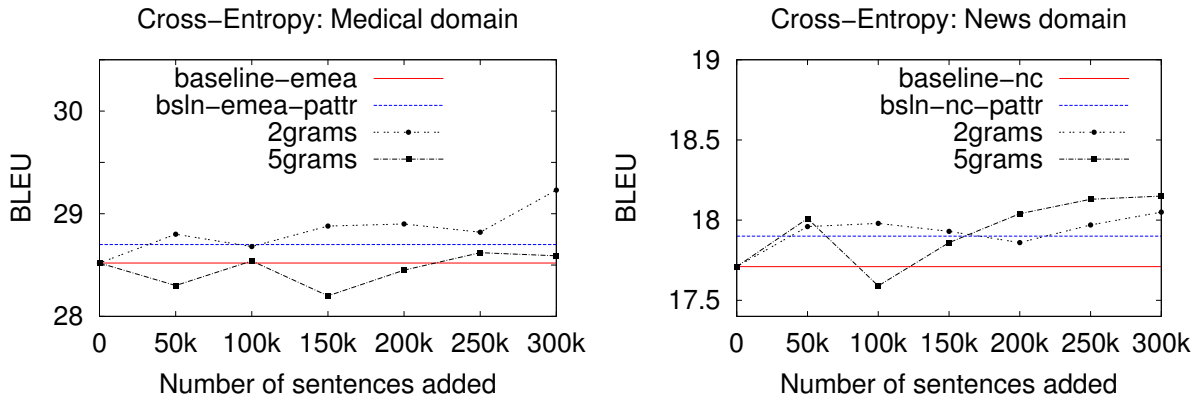 Cross−Entropy: Medical domain
30
29
28
BLEU
baseline−emea
bsln−emea−pattr
2grams
5grams
0 50k 100k 150k 200k 250k 300k
Number of sentences added
Cross−Entropy: News domain
19
18.5
18
17.5
BLEU
baseline−nc
bsln−nc−pattr
2grams
5grams
0 50k 100k 150k 200k 250k 300k
Number of sentences added